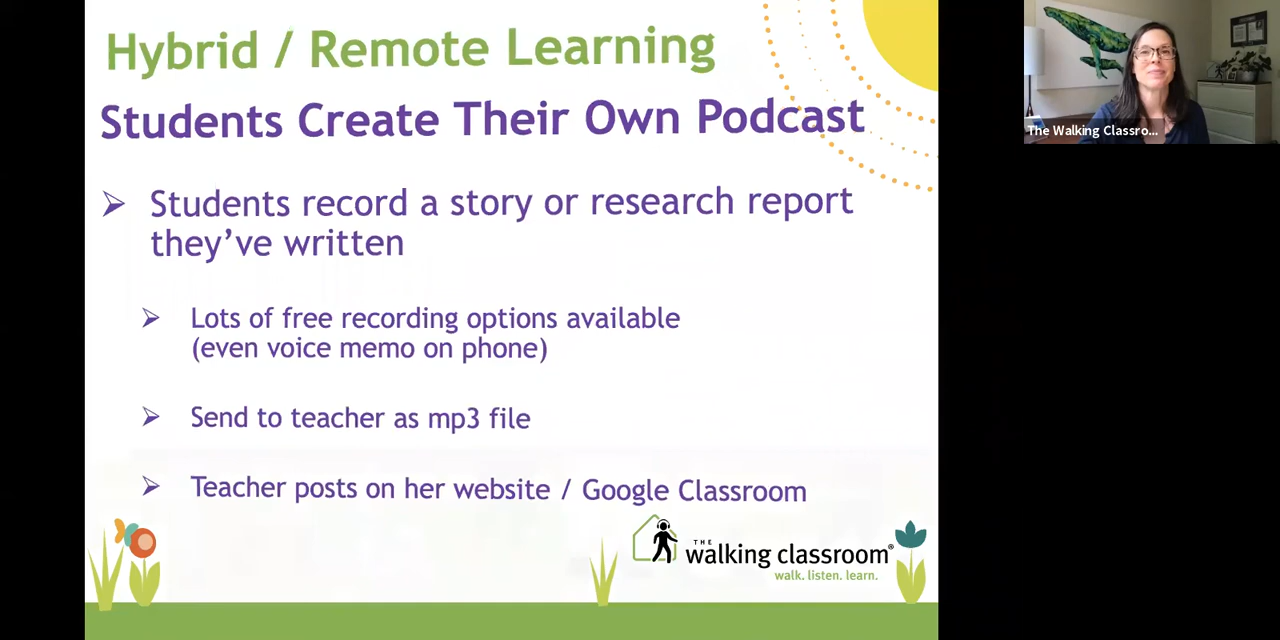 Hybrid / Remote Learning
Students Create Their Own Podcast
Students record a story or research report
they've written
Lots of free recording options available
(even voice memo on phone)
Send to teacher as mp3 file
Teacher posts on her website / Google Classroom
THE
walking classroom®
walk. listen. learn.
The Walking Classro...